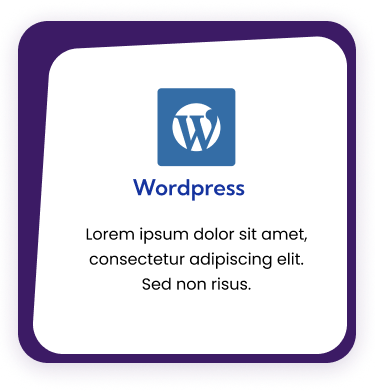 Wordpress
Lorem ipsum dolor sit amet,
consectetur adipiscing elit.
Sed non risus.